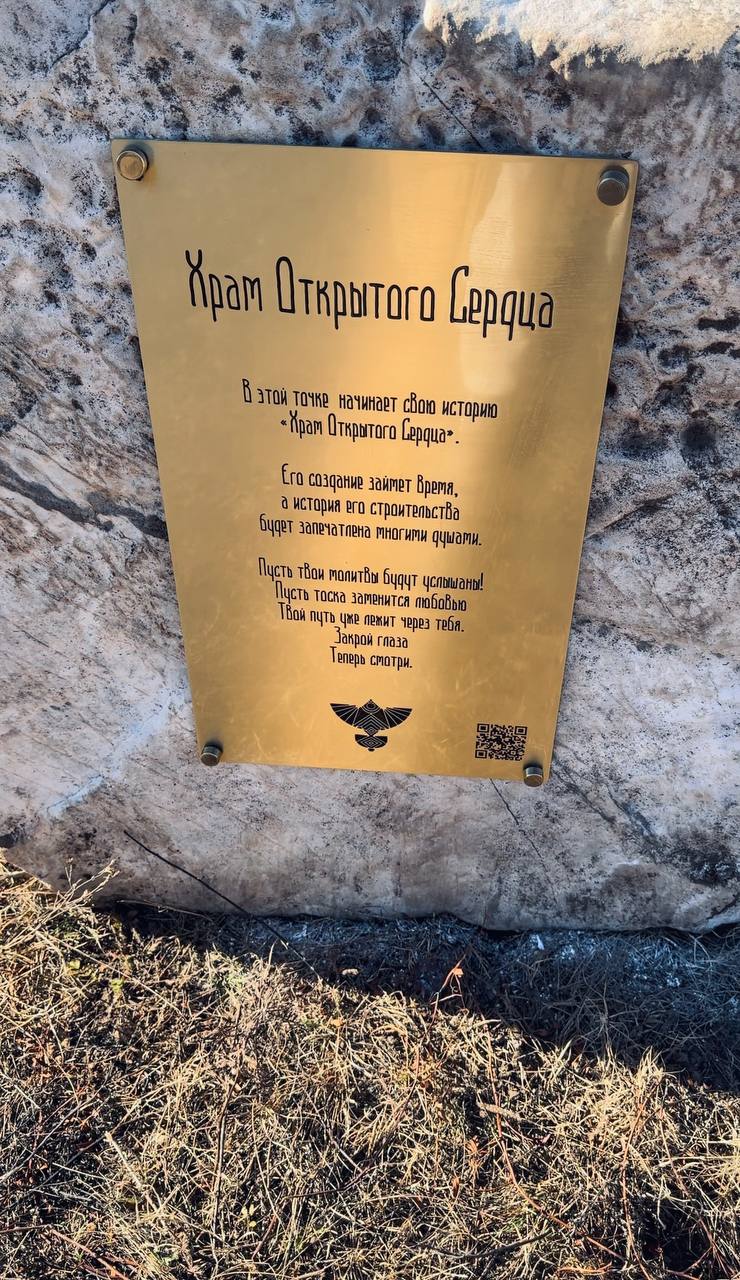 Храм Открытого Сердца
В этой точке начинает свою историю
«Храм Открытого Сердца».
Его создание займет время,
а история его строительства
будет запечатлена многими душами.
Пусть твои молитвы будут услышаны!
Пусть тоска заменится любовью
Твой путь уже лежит через тебя.
Закрой глаза
Теперь смотри.